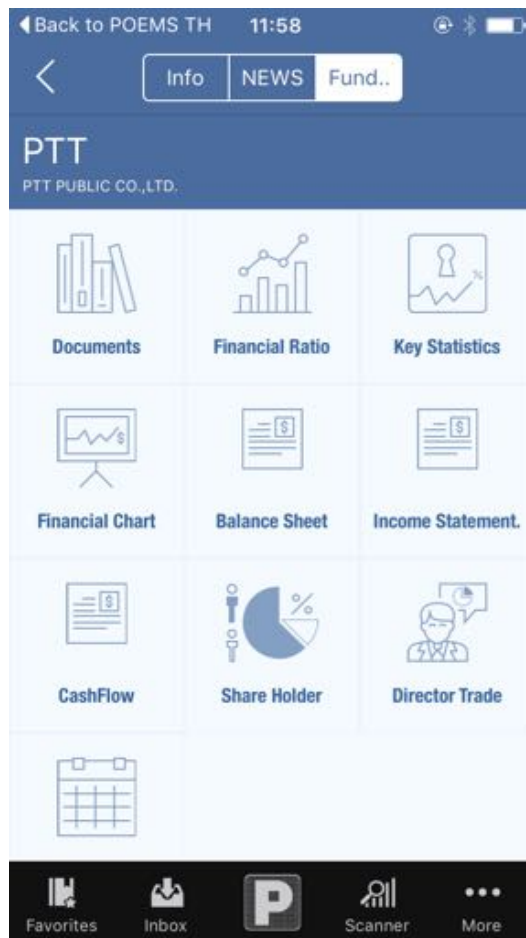 Back to POEMS TH 11:58
Info NEWS Fund..
PTT
PTT PUBLIC CO.,LTD.
Documents Financial Ratio Key Statistics
Financial Chart Balance Sheet Income Statement.
CashFlow Share Holder Director Trade
P
Favorites Inbox Scanner More